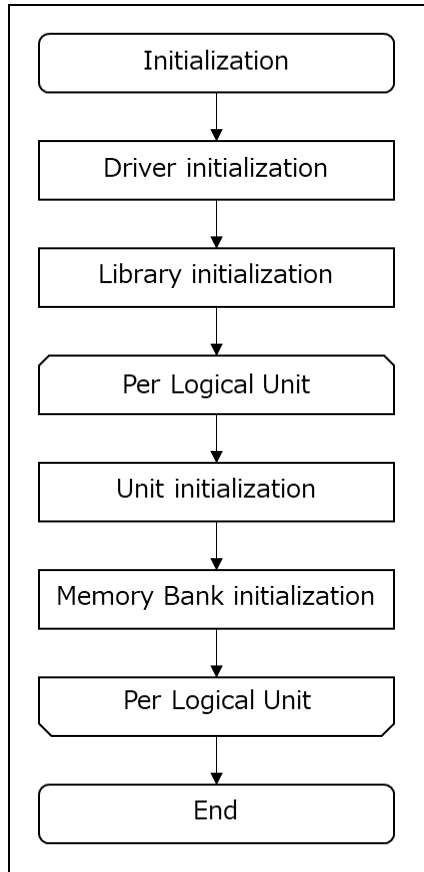 Initialization
Driver initialization
Library initialization
Per Logical Unit
Unit initialization
Memory Bank initialization
Per Logical Unit
End